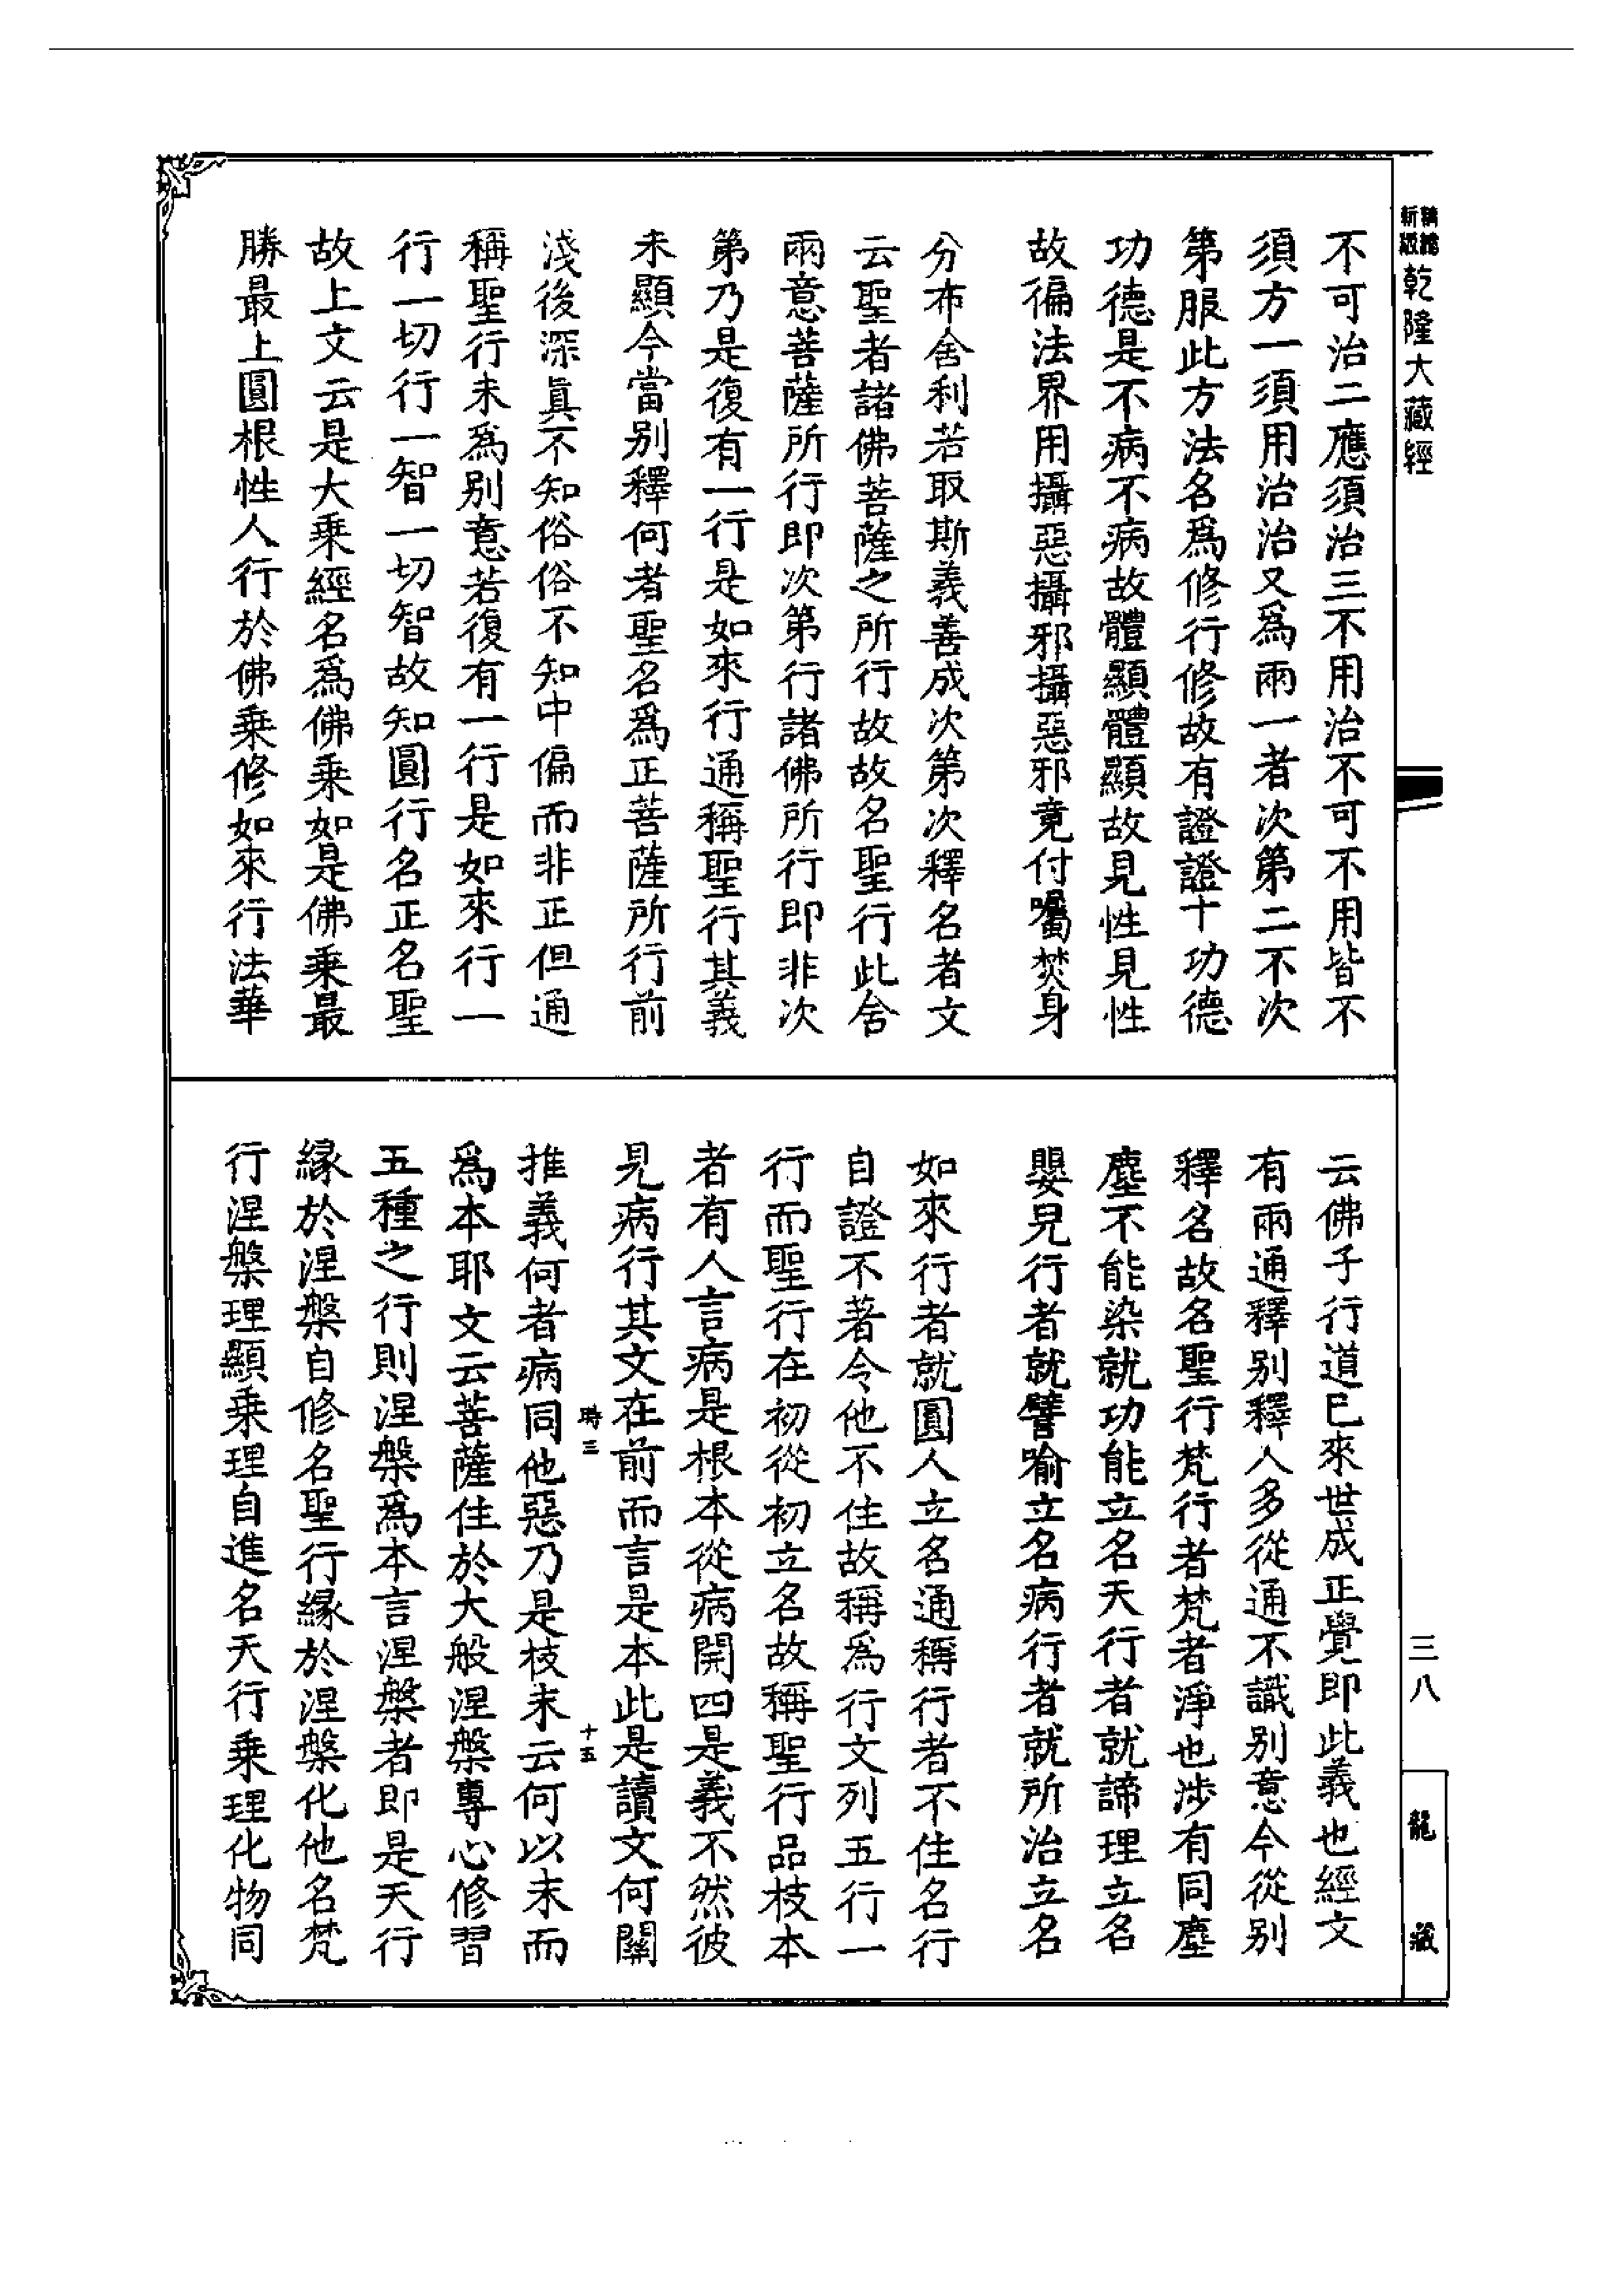 新編縮版 乾隆大藏經
不可治二應須治三不用治不可不用皆不
須方一須用治治又爲兩一者次第二不次
第服此方法名爲修行修故有證證十功德
功德是不病不病故體顯體顯故見性見性
故徧法界用攝惡攝邪攝惡邪竟付囑焚身
分布舍利若取斯義善成次第次釋名者文
云聖者諸佛菩薩之所行故故名聖行此舍
兩意菩薩所行即次第行諸佛所行即非次
第乃是復有一行是如來行通稱聖行其義
未顯今當别釋何者聖名爲正菩薩所行前
淺後深眞不知俗俗不知中偏而非正但通
稱聖行未爲别意若復有一行是如來行一
行一切行一智一切智故知圓行名正名聖
故上文云是大乘經名爲佛乘如是佛乘最
勝最上圓根性人行於佛乘修如來行法華
云佛子行道已來世成正覺即此義也經文
有兩通釋别釋人多從通不識别意今從别
釋名故名聖行梵行者梵者淨也涉有同塵
塵不能染就功能立名天行者就諦理立名
嬰兒行者就譬喻立名病行者就所治立名
如來行者就圓人立名通稱行者不住名行
自證不著令他不住故稱爲行文列五行一
行而聖行在初從初立名故稱聖行品枝本
者有人言病是根本從病開四是義不然彼
見病行其文在前而言是本此是讀文何關
時三 十五
推義何者病同他惡乃是枝末云何以末而
爲本耶文云菩薩住於大般涅槃專心修習
五種之行則涅槃爲本言涅槃者即是天行
緣於涅槃自修名聖行緣於涅槃化他名梵
行涅槃理顯乘理自進名天行乘理化物同
三八
龍藏